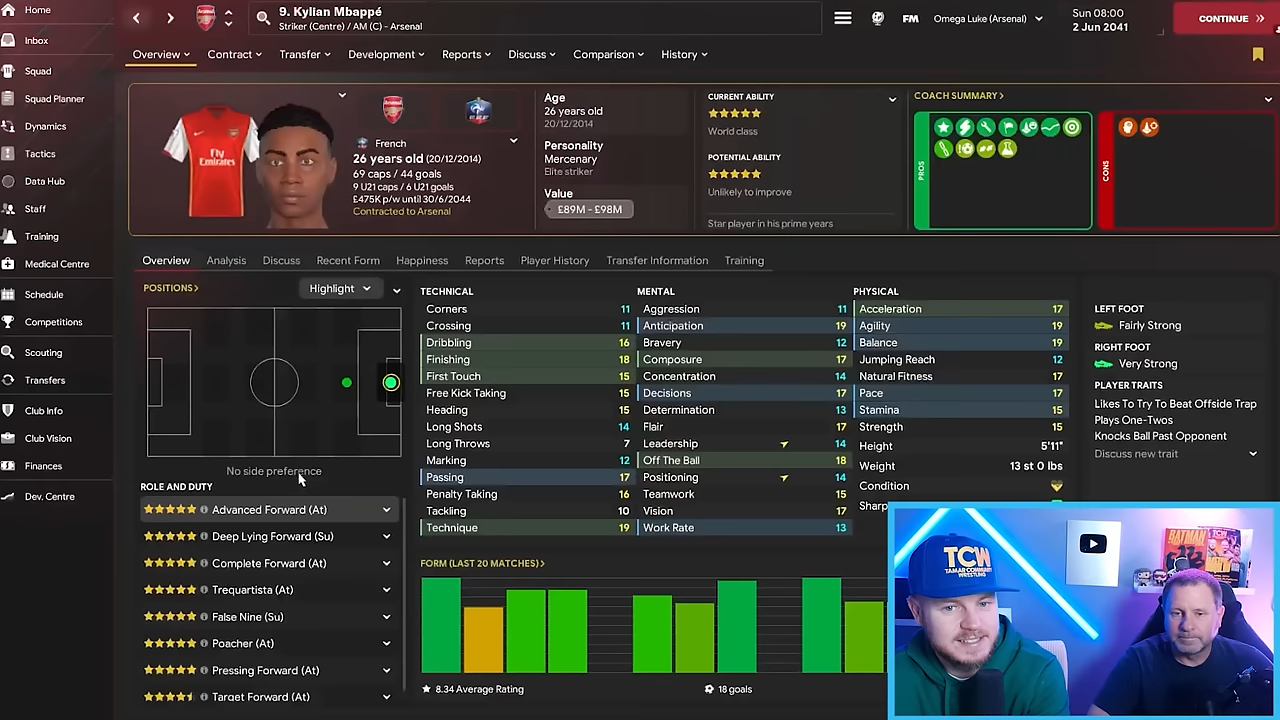 Home
Inbox
Squad
Squad Planner
Dynamics
Tactics
Data Hub
Staff
Training
Medical Centre
Schedule
Competitions
Scouting
Transfers
Club Info
Club Vision
Finances
Dev. Centre
9. Kylian Mbappé
Striker (Centre) / AM (C) - Arsenal
FM
Omega Luke (Arsenal)
Sun 08:00
2 Jun 2041
CONTINUE
Overview
Contract
Transfer
Development
Reports
Discuss
Comparison
History
Fly
Emirates
Arsenal
French
26 years old (20/12/2014)
69 caps / 44 goals
9 U21 caps / 6 U21 goals
£475K p/w until 30/6/2044
Contracted to Arsenal
Age
26 years old
20/12/2014
Personality
Mercenary
Elite striker
Value
£89M - £98M
CURRENT ABILITY
World class
POTENTIAL ABILITY
Unlikely to improve
Star player in his prime years
COACH SUMMARY
PROS
CONS
Overview
Analysis
Discuss
Recent Form
Happiness
Reports
Player History
Transfer Information
Training
POSITIONS
Highlight
No side preference
ROLE AND DUTY
Advanced Forward (At)
Deep Lying Forward (Su)
Complete Forward (At)
Trequartista (At)
False Nine (Su)
Poacher (At)
Pressing Forward (At)
Target Forward (At)
TECHNICAL
Corners 11
Crossing 11
Dribbling 16
Finishing 18
First Touch 15
Free Kick Taking 15
Heading 15
Long Shots 14
Long Throws 7
Marking 12
Passing 17
Penalty Taking 16
Tackling 10
Technique 19
MENTAL
Aggression 11
Anticipation 19
Bravery 12
Composure 17
Concentration 14
Decisions 17
Determination 13
Flair 17
Leadership 14
Off The Ball 18
Positioning 14
Teamwork 15
Vision 17
Work Rate 13
PHYSICAL
Acceleration 17
Agility 19
Balance 19
Jumping Reach 12
Natural Fitness 17
Pace 17
Stamina 15
Strength 15
Height 5'11"
Weight 13 st 0 lbs
Condition
Sharp
LEFT FOOT
Fairly Strong
RIGHT FOOT
Very Strong
PLAYER TRAITS
Likes To Try To Beat Offside Trap
Plays One-Twos
Knocks Ball Past Opponent
Discuss new trait
FORM (LAST 20 MATCHES)
8.34 Average Rating
18 goals
TCW
TAMAR COMMUNITY
WRESTLING
BATMAN
TCW